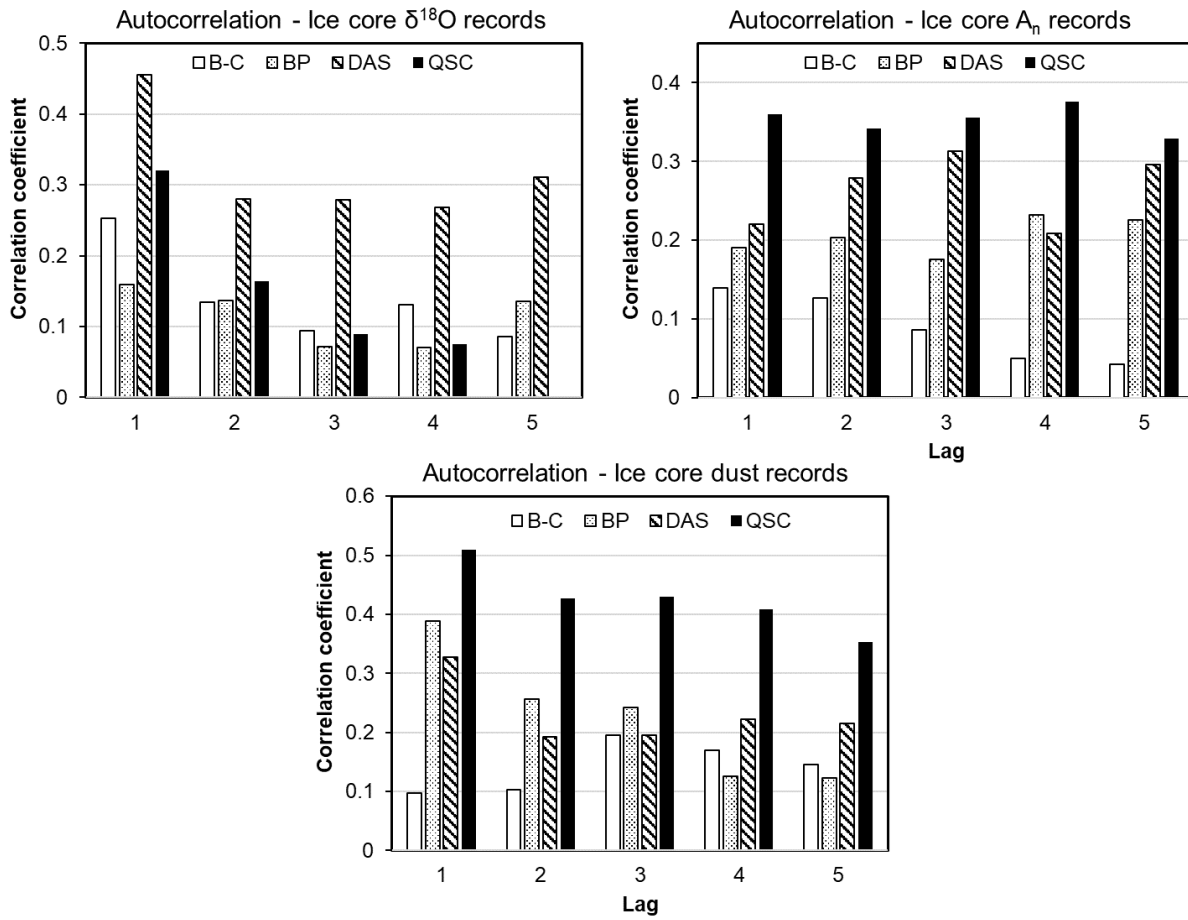 Autocorrelation - Ice core δ¹⁸O records
B-C BP DAS QSC
Correlation coefficient
0.5
0.4
0.3
0.2
0.1
0
1 2 3 4 5
Autocorrelation - Ice core Aₙ records
B-C BP DAS QSC
Correlation coefficient
0.4
0.3
0.2
0.1
0
1 2 3 4 5
Lag
Autocorrelation - Ice core dust records
B-C BP DAS QSC
Correlation coefficient
0.6
0.5
0.4
0.3
0.2
0.1
0
1 2 3 4 5
Lag